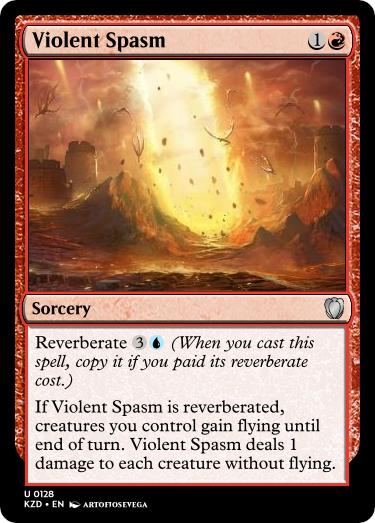 Violent Spasm 1
Sorcery
Reverberate 3 (When you cast this
spell, copy it if you paid its reverberate
cost.)
If Violent Spasm is reverberated,
creatures you control gain flying until
end of turn. Violent Spasm deals 1
damage to each creature without flying.
U 0128
KZD • EN ARTOFJOSEVEGA